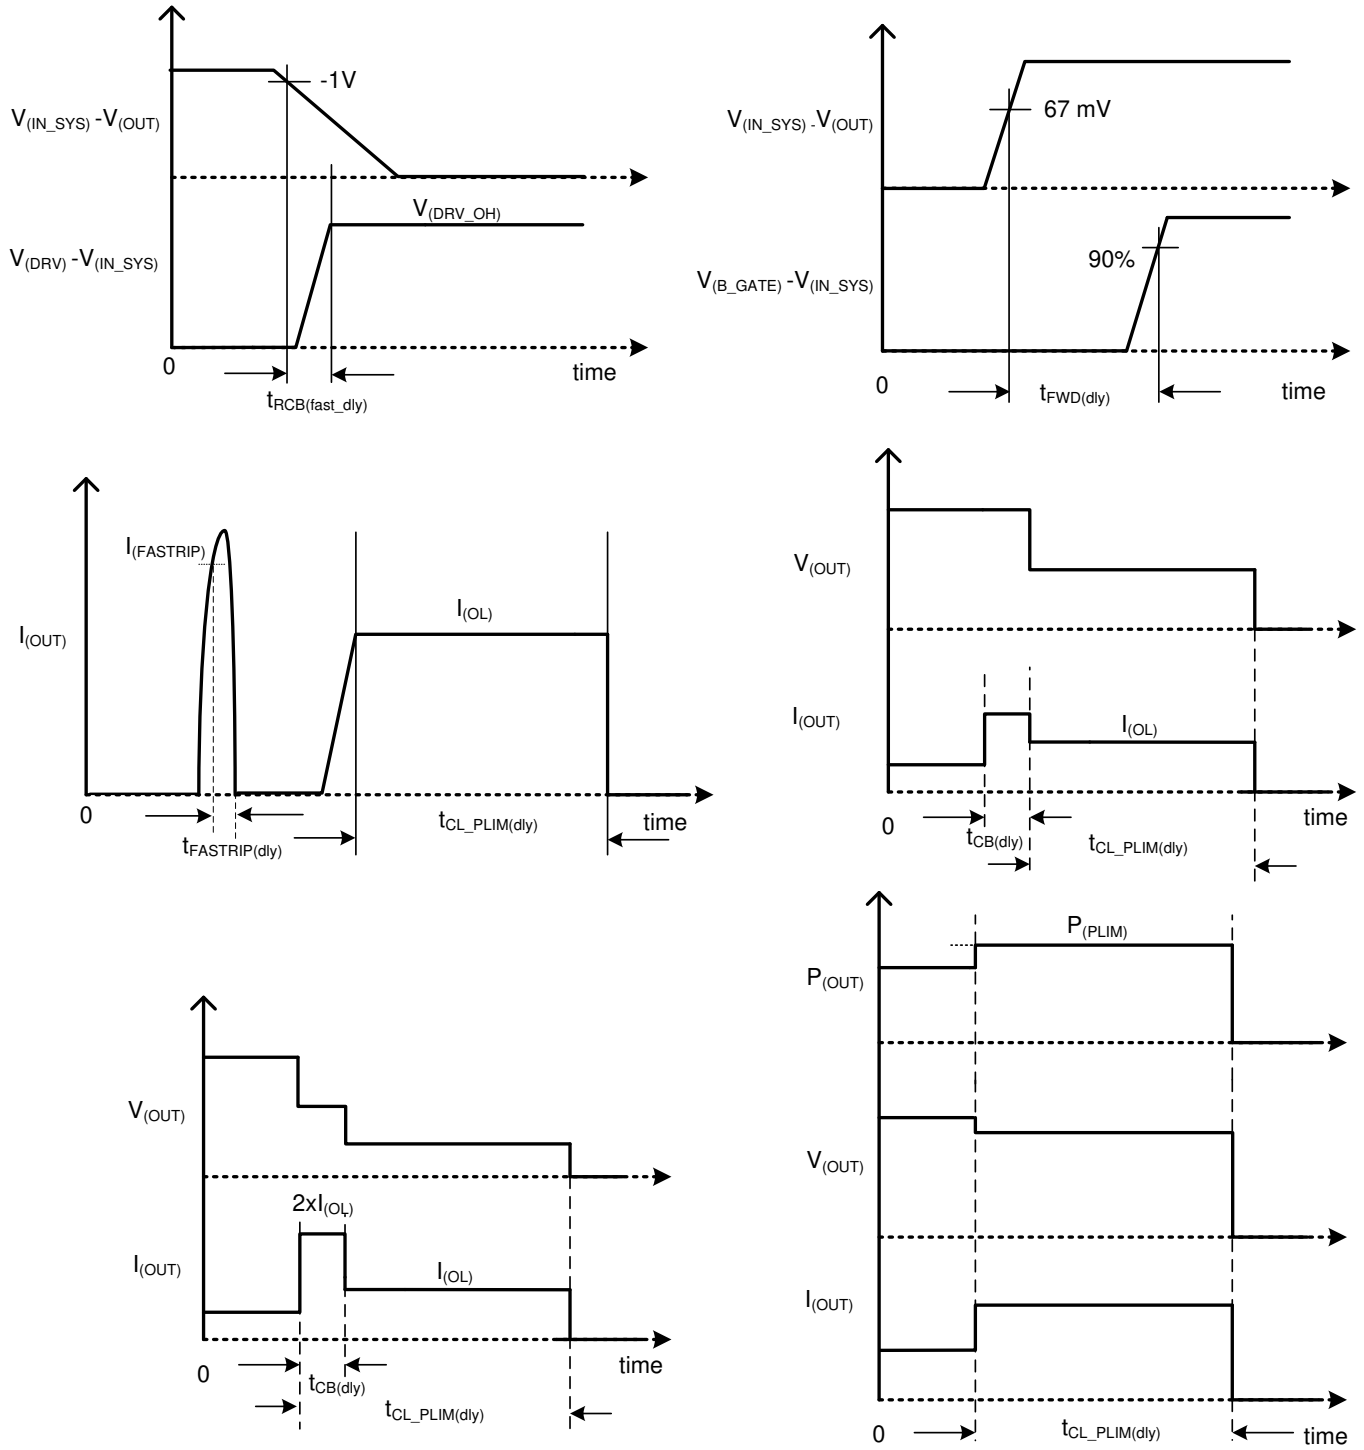 -1V
V(IN_SYS) -V(OUT)
V(DRV_OH)
V(DRV) -V(IN_SYS)
0
time
tRCB(fast_dly)
V(IN_SYS) -V(OUT)
67 mV
90%
V(B_GATE) -V(IN_SYS)
0
tFWD(dly)
time
I(FASTRIP)
I(OL)
I(OUT)
0
tFASTRIP(dly)
tCL_PLIM(dly)
time
V(OUT)
I(OUT)
I(OL)
0
tCB(dly)
tCL_PLIM(dly)
time
V(OUT)
2xI(OL)
I(OUT)
I(OL)
0
tCB(dly)
tCL_PLIM(dly)
time
P(PLIM)
P(OUT)
V(OUT)
I(OUT)
0
tCL_PLIM(dly)
time